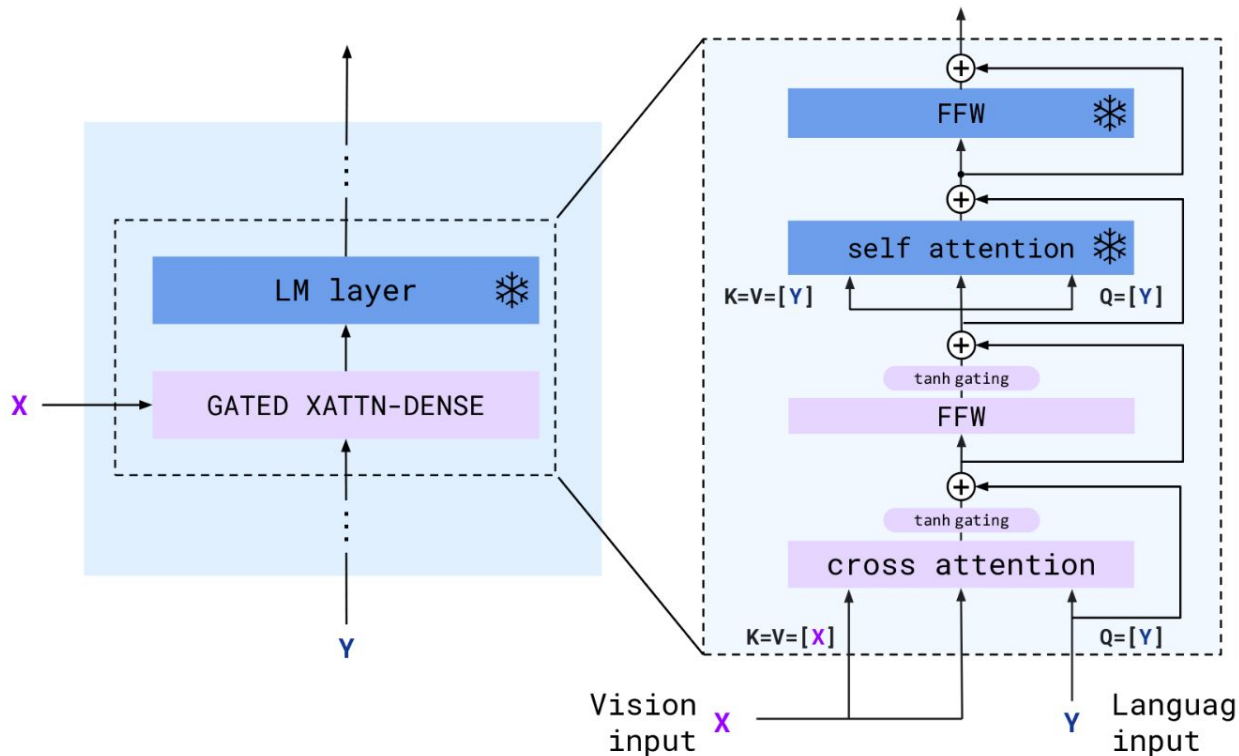 LM layer
X
GATED XATTN-DENSE
Y
FFW
self attention
K=V=[Y]
Q=[Y]
tanh gating
FFW
tanh gating
cross attention
K=V=[X]
Q=[Y]
Vision
input
X
Y
Languag
input